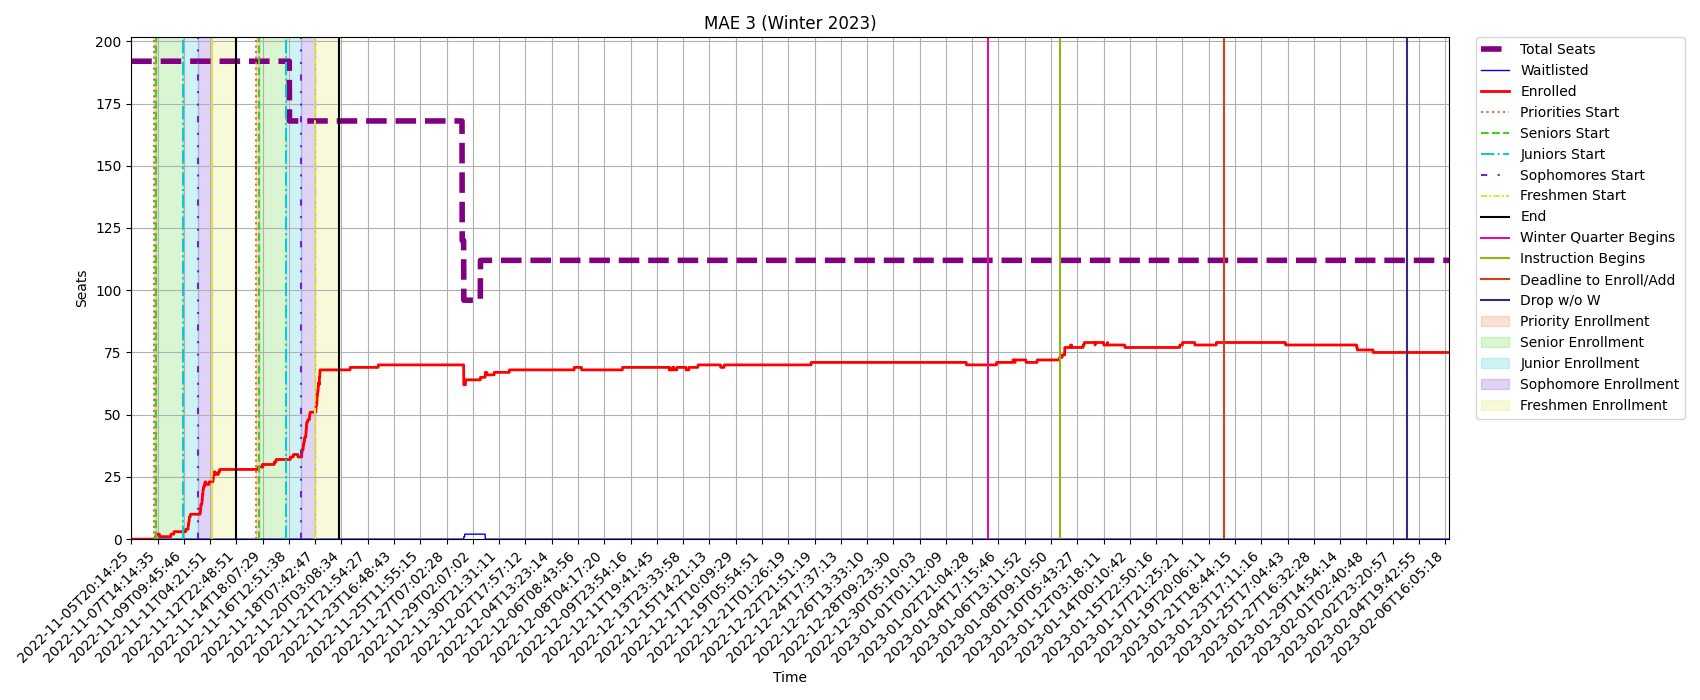 MAE 3 (Winter 2023)
Seats
200
175
150
125
100
75
50
25
0
2022-11-05T20:14:25
2022-11-07T14:14:35
2022-11-09T09:45:46
2022-11-11T04:21:51
2022-11-12T22:48:51
2022-11-14T18:07:29
2022-11-16T12:51:38
2022-11-18T07:42:47
2022-11-20T03:08:34
2022-11-21T21:54:27
2022-11-23T16:48:43
2022-11-25T11:55:15
2022-11-27T07:02:28
2022-11-29T02:07:02
2022-11-30T21:31:11
2022-12-02T17:57:12
2022-12-04T13:23:14
2022-12-06T08:43:56
2022-12-08T04:17:20
2022-12-09T23:54:16
2022-12-11T19:41:45
2022-12-13T23:33:58
2022-12-15T14:21:13
2022-12-17T10:09:29
2022-12-19T05:54:51
2022-12-21T01:26:19
2022-12-22T21:51:19
2022-12-24T17:37:13
2022-12-26T13:33:10
2022-12-28T09:23:30
2022-12-30T05:10:03
2023-01-01T01:12:09
2023-01-02T21:04:28
2023-01-04T17:15:46
2023-01-06T13:11:52
2023-01-08T09:10:50
2023-01-10T05:43:27
2023-01-12T03:18:11
2023-01-14T00:10:42
2023-01-15T22:50:16
2023-01-17T21:25:21
2023-01-19T20:06:11
2023-01-21T18:44:15
2023-01-23T17:11:16
2023-01-25T17:04:43
2023-01-27T16:32:28
2023-01-29T14:54:14
2023-02-01T02:40:48
2023-02-02T23:20:57
2023-02-04T19:42:55
2023-02-06T16:05:18
Time
Total Seats
Waitlisted
Enrolled
Priorities Start
Seniors Start
Juniors Start
Sophomores Start
Freshmen Start
End
Winter Quarter Begins
Instruction Begins
Deadline to Enroll/Add
Drop w/o W
Priority Enrollment
Senior Enrollment
Junior Enrollment
Sophomore Enrollment
Freshmen Enrollment